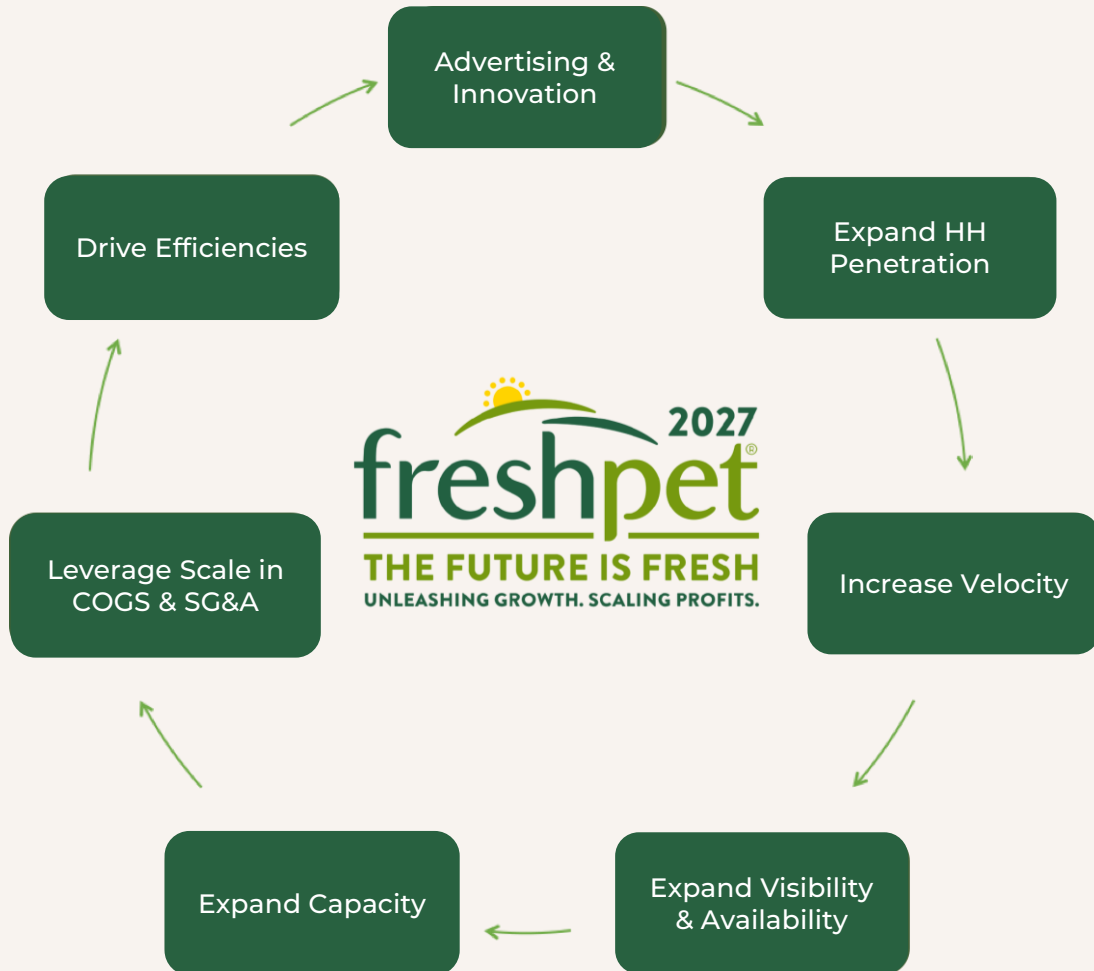 Advertising &
Innovation
Drive Efficiencies
Expand HH
Penetration
2027
freshpet®
THE FUTURE IS FRESH
UNLEASHING GROWTH. SCALING PROFITS.
Leverage Scale in
COGS & SG&A
Increase Velocity
Expand Capacity
Expand Visibility
& Availability